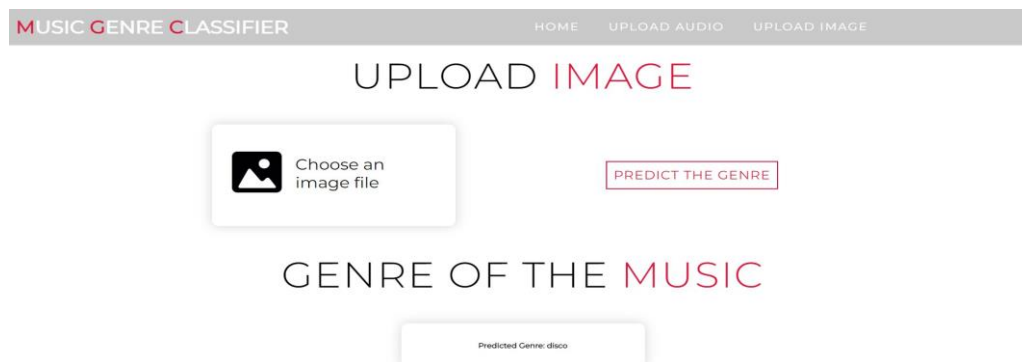 MUSIC GENRE CLASSIFIER
HOME UPLOAD AUDIO UPLOAD IMAGE
UPLOAD IMAGE
Choose an
image file
PREDICT THE GENRE
GENRE OF THE MUSIC
Predicted Genre: disco